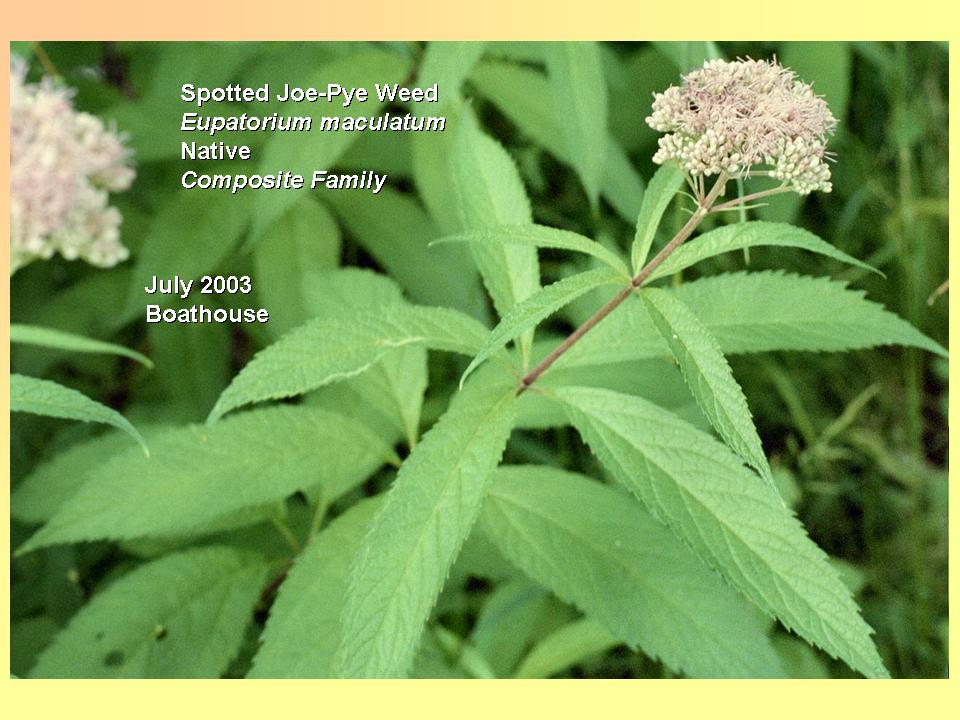 Spotted Joe-Pye Weed
Eupatorium maculatum
Native
Composite Family
July 2003
Boathouse